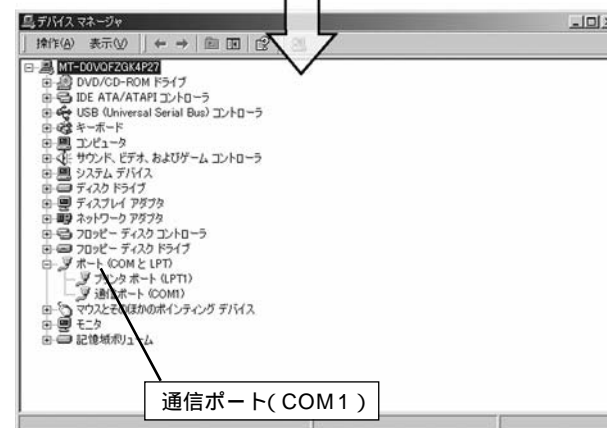 デバイス マネージャ
操作(A) 表示(V)
MT-D0VQFZGK4P27
DVD/CD-ROM ドライブ
IDE ATA/ATAPI コントローラ
USB (Universal Serial Bus) コントローラ
キーボード
コンピュータ
サウンド、ビデオ、およびゲーム コントローラ
システム デバイス
ディスク ドライブ
ディスプレイ アダプタ
ネットワーク アダプタ
フロッピー ディスク コントローラ
フロッピー ディスク ドライブ
ポート (COM と LPT)
プリンタ ポート (LPT1)
通信ポート (COM1)
マウスとそのほかのポインティング デバイス
モニタ
記憶域ボリューム
通信ポート(COM1)